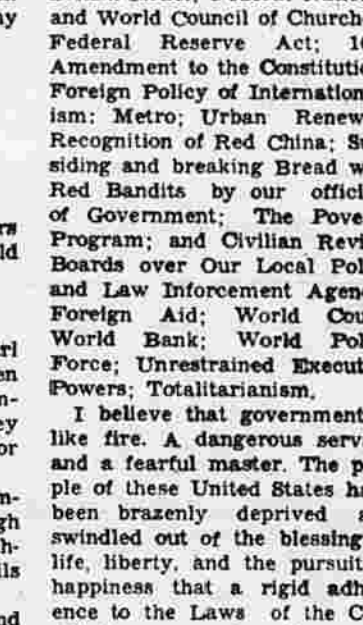 and World Council of Church
Federal Reserve Act; 1
Amendment to the Constituti
Foreign Policy of Internation
ism; Metro; Urban Renew
Recognition of Red China; S
siding and breaking Bread w
Red Bandits by our offici
of Government; The Pove
Program; and Civilian Revi
Boards over Our Local Pol
and Law Inforcement Agen
Foreign Aid; World Cou
World Bank; World Pol
Force; Unrestrained Execut
Powers; Totalitarianism.
I believe that government
like fire. A dangerous serv
and a fearful master. The p
ple of these United States ha
been brazenly deprived a
swindled out of the blessing
life, liberty, and the pursuit
happiness that a rigid adh
ence to the Laws of the C